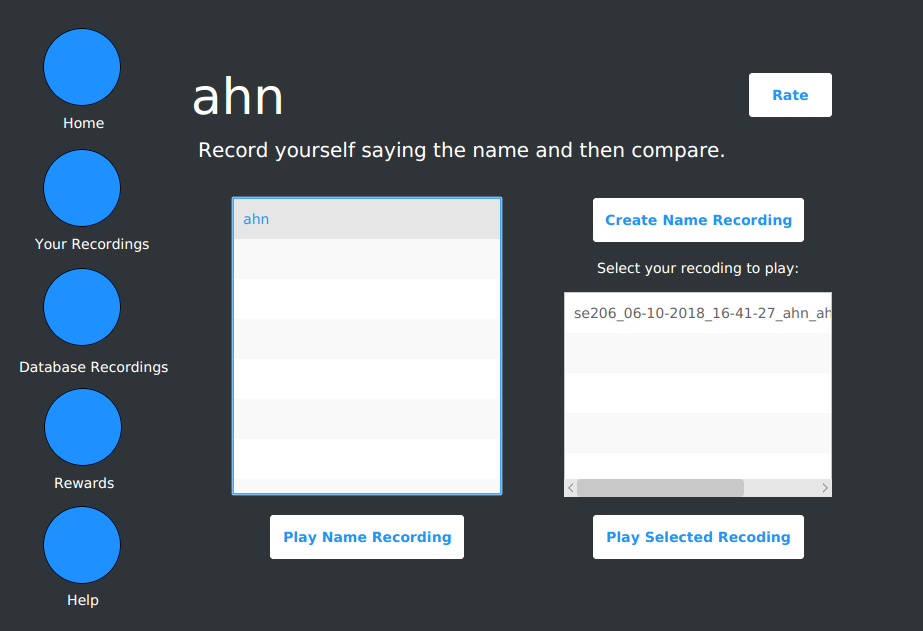 Home
Your Recordings
Database Recordings
Rewards
Help
ahn
Rate
Record yourself saying the name and then compare.
ahn
Play Name Recording
Create Name Recording
Select your recoding to play:
se206_06-10-2018_16-41-27_ahn_ah
Play Selected Recoding